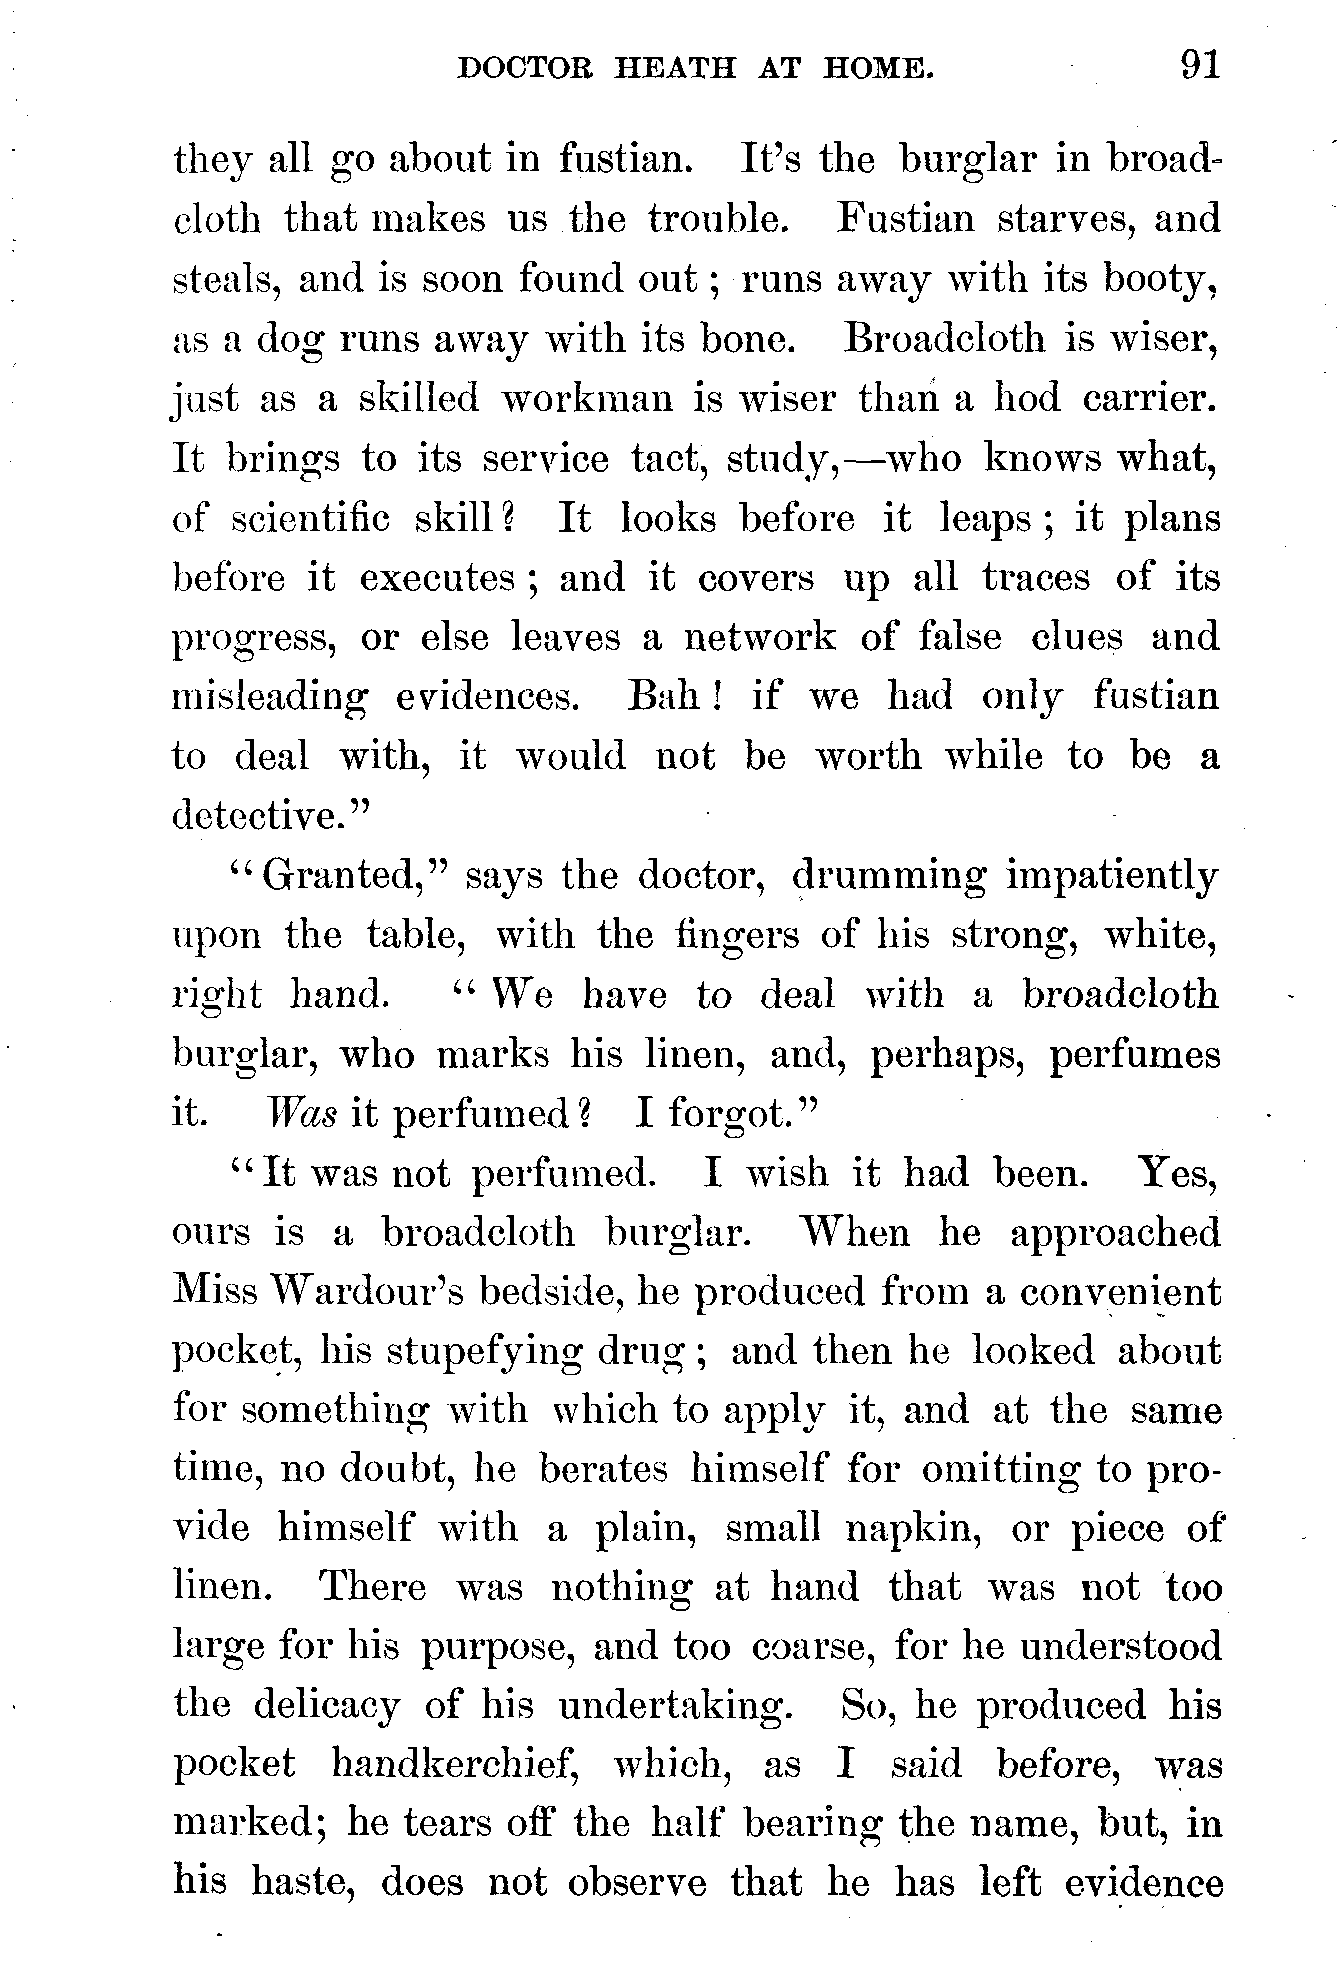 DOCTOR HEATH AT HOME. 91
they all go about in fustian. It's the burglar in broad-
cloth that makes us the trouble. Fustian starves, and
steals, and is soon found out ; runs away with its booty,
as a dog runs away with its bone. Broadcloth is wiser,
just as a skilled workman is wiser than a hod carrier.
It brings to its service tact, study,—who knows what,
of scientific skill? It looks before it leaps ; it plans
before it executes ; and it covers up all traces of its
progress, or else leaves a network of false clues and
misleading evidences. Bah ! if we had only fustian
to deal with, it would not be worth while to be a
detective."
"Granted," says the doctor, drumming impatiently
upon the table, with the fingers of his strong, white,
right hand. "We have to deal with a broadcloth
burglar, who marks his linen, and, perhaps, perfumes
it. Was it perfumed? I forgot."
"It was not perfumed. I wish it had been. Yes,
ours is a broadcloth burglar. When he approached
Miss Wardour's bedside, he produced from a convenient
pocket, his stupefying drug ; and then he looked about
for something with which to apply it, and at the same
time, no doubt, he berates himself for omitting to pro-
vide himself with a plain, small napkin, or piece of
linen. There was nothing at hand that was not too
large for his purpose, and too coarse, for he understood
the delicacy of his undertaking. So, he produced his
pocket handkerchief, which, as I said before, was
marked; he tears off the half bearing the name, but, in
his haste, does not observe that he has left evidence